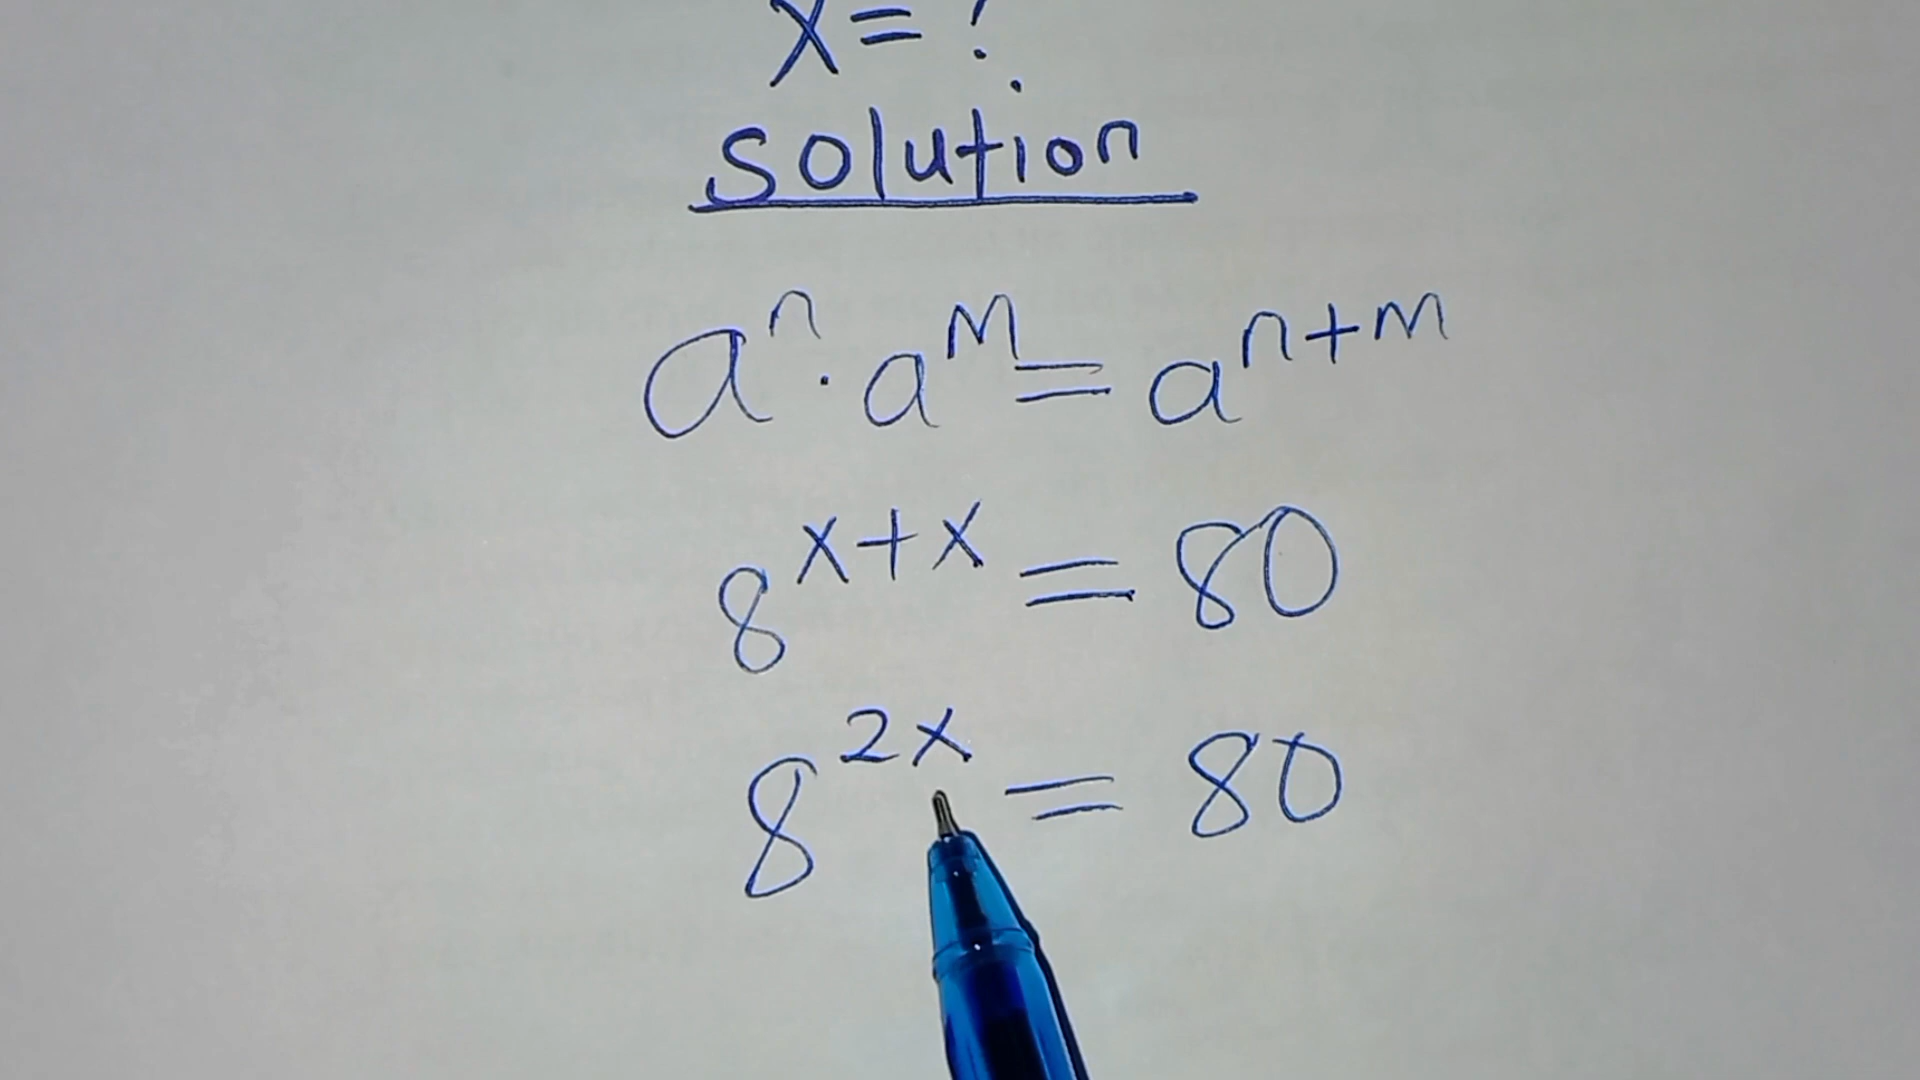 x = ?
Solution
aⁿ · aᴹ = aⁿ⁺ᵐ
8ˣ⁺ˣ = 80
8²ˣ = 80